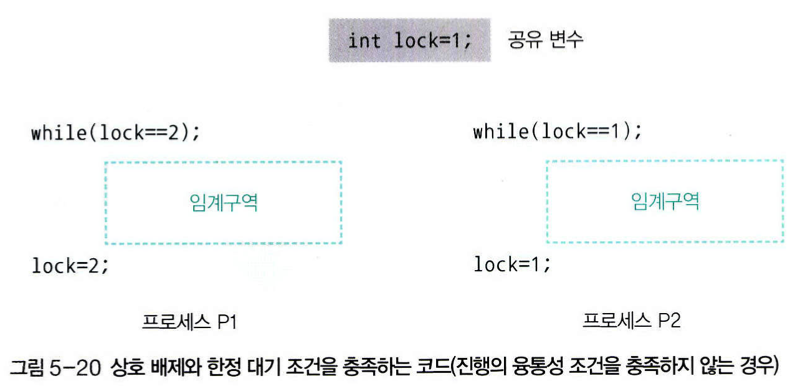 int lock=1; 공유 변수
while(lock==2); while(lock==1);
임계구역 임계구역
lock=2; lock=1;
프로세스 P1 프로세스 P2
그림 5-20 상호 배제와 한정 대기 조건을 충족하는 코드(진행의 융통성 조건을 충족하지 않는 경우)